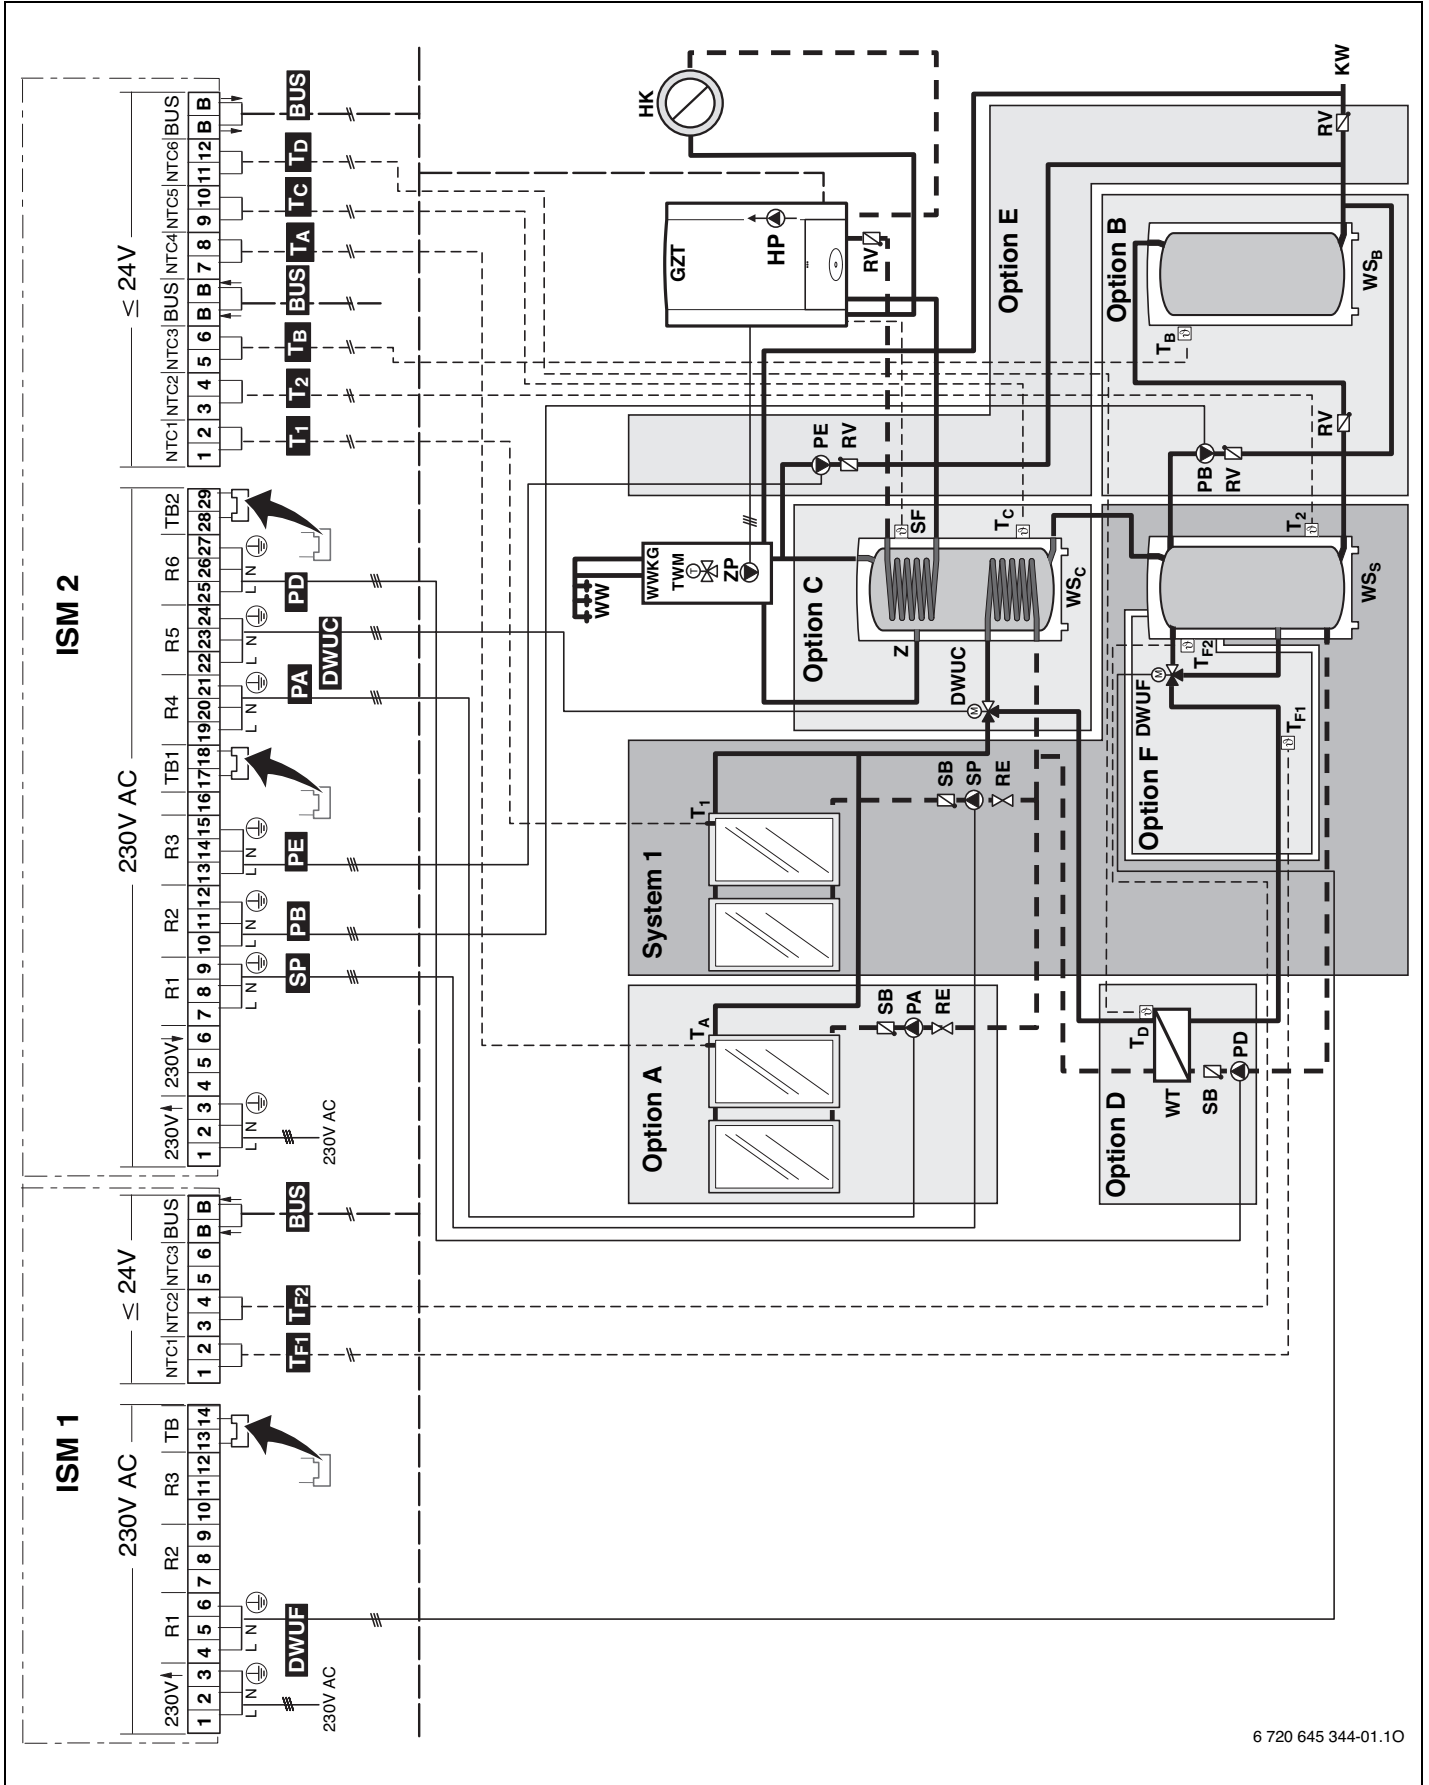 ISM 1
230V AC
≤ 24V
230V R1 R2 R3 TB
NTC1 NTC2 NTC3 BUS
1 2 3 4 5 6 7 8 9 10 11 12 13 14
1 2 3 4 5 6 B B
L N
L N
230V AC
DWUF
TF1
TF2
BUS
ISM 2
230V AC
≤ 24V
230V 230V R1 R2 R3 TB1 R4 R5 R6 TB2
NTC1 NTC2 NTC3 BUS NTC4 NTC5 NTC6 BUS
1 2 3 4 5 6 7 8 9 10 11 12 13 14 15 16 17 18 19 20 21 22 23 24 25 26 27 28 29
1 2 3 4 5 6 B B 7 8 9 10 11 12 B B
L N
L N
L N
L N
L N
L N
L N
230V AC
SP
PB
PE
PA
DWUC
PD
T1
T2
TB
BUS
TA
TC
TD
BUS
HK
GZT
HP
RV
WW
WWKG
TWM
T
ZP
KW
RV
Option E
PE
RV
Option B
WSB
TB
RV
PB
RV
Option C
SF
TC
WSC
Z
DWUC
M
T2
WSS
TF2
M
DWUF
Option F
TF1
System 1
T1
SB
SP
RE
Option A
TA
SB
PA
RE
Option D
TD
WT
SB
PD
6 720 645 344-01.1O